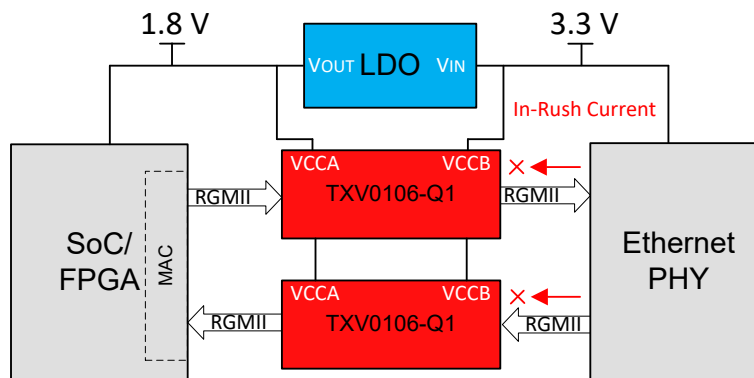 1.8 V
3.3 V
VOUT LDO VIN
In-Rush Current
VCCA VCCB
TXV0106-Q1
RGMII
RGMII
SoC/
FPGA
MAC
Ethernet
PHY
VCCA VCCB
TXV0106-Q1
RGMII
RGMII